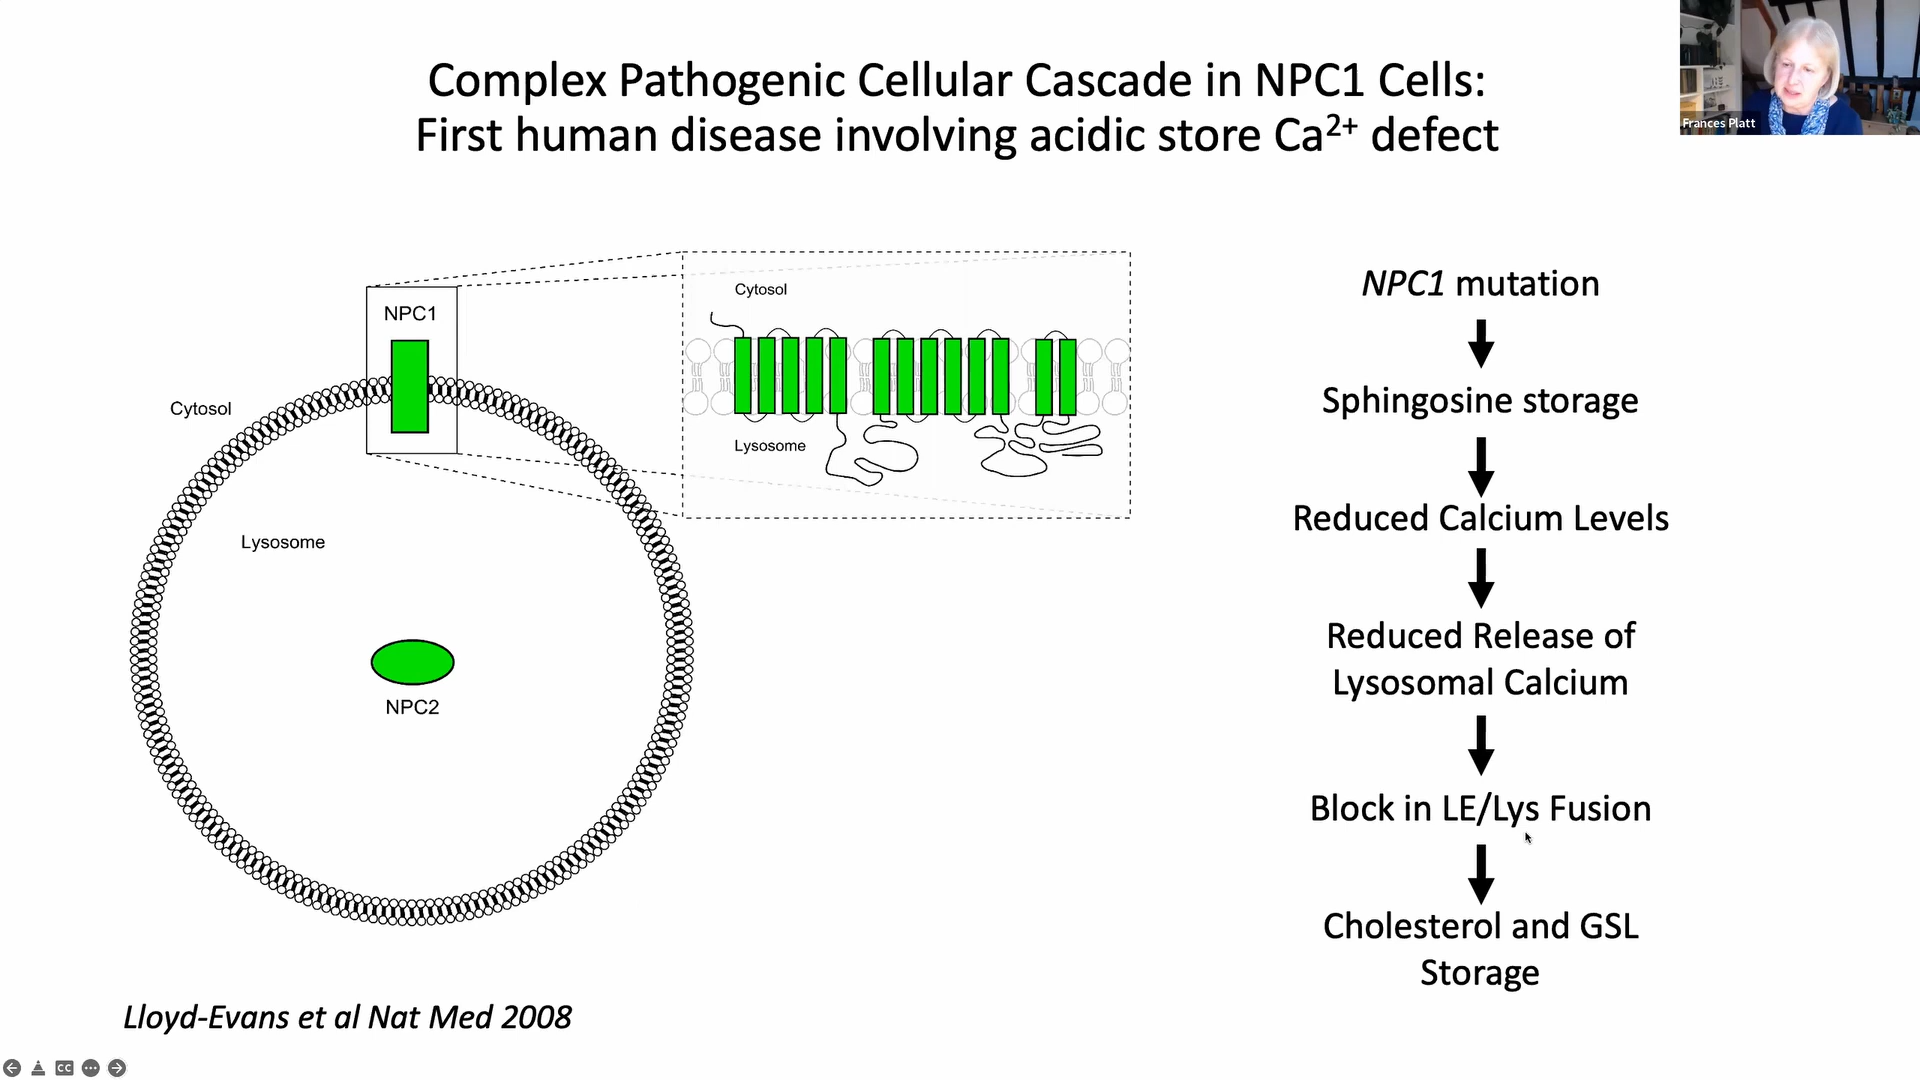 Complex Pathogenic Cellular Cascade in NPC1 Cells:
First human disease involving acidic store Ca²⁺ defect
Frances Platt
NPC1
Cytosol
Lysosome
NPC2
Cytosol
Lysosome
NPC1 mutation
Sphingosine storage
Reduced Calcium Levels
Reduced Release of
Lysosomal Calcium
Block in LE/Lys Fusion
Cholesterol and GSL
Storage
Lloyd-Evans et al Nat Med 2008
CC